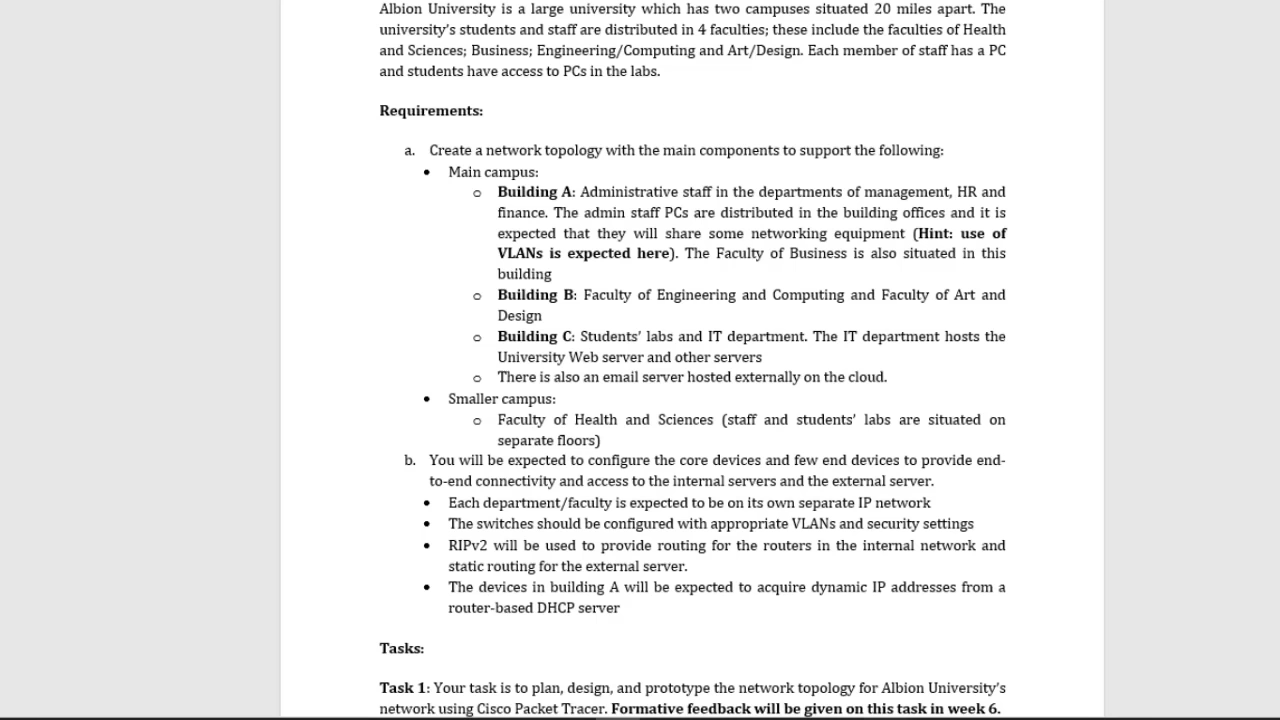 Albion University is a large university which has two campuses situated 20 miles apart. The
university's students and staff are distributed in 4 faculties; these include the faculties of Health
and Sciences; Business; Engineering/Computing and Art/Design. Each member of staff has a PC
and students have access to PCs in the labs.
Requirements:
a. Create a network topology with the main components to support the following:
• Main campus:
o Building A: Administrative staff in the departments of management, HR and
finance. The admin staff PCs are distributed in the building offices and it is
expected that they will share some networking equipment (Hint: use of
VLANs is expected here). The Faculty of Business is also situated in this
building
o Building B: Faculty of Engineering and Computing and Faculty of Art and
Design
o Building C: Students' labs and IT department. The IT department hosts the
University Web server and other servers
o There is also an email server hosted externally on the cloud.
• Smaller campus:
o Faculty of Health and Sciences (staff and students' labs are situated on
separate floors)
b. You will be expected to configure the core devices and few end devices to provide end-
to-end connectivity and access to the internal servers and the external server.
• Each department/faculty is expected to be on its own separate IP network
• The switches should be configured with appropriate VLANs and security settings
• RIPv2 will be used to provide routing for the routers in the internal network and
static routing for the external server.
• The devices in building A will be expected to acquire dynamic IP addresses from a
router-based DHCP server
Tasks:
Task 1: Your task is to plan, design, and prototype the network topology for Albion University's
network using Cisco Packet Tracer. Formative feedback will be given on this task in week 6.